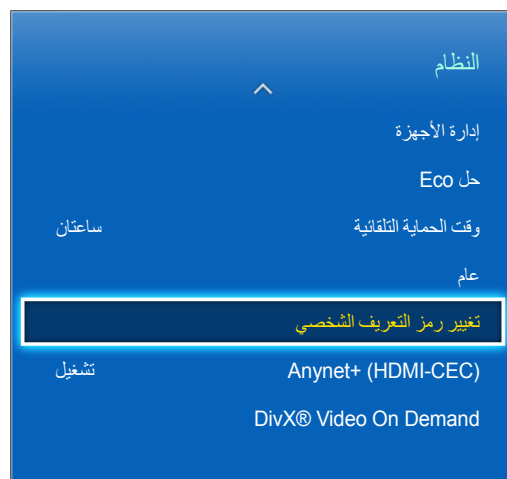 النظام
إدارة الأجهزة
حل Eco
وقت الحماية التلقائية ساعتان
عام
تغيير رمز التعريف الشخصي
Anynet+ (HDMI-CEC) تشغيل
DivX® Video On Demand